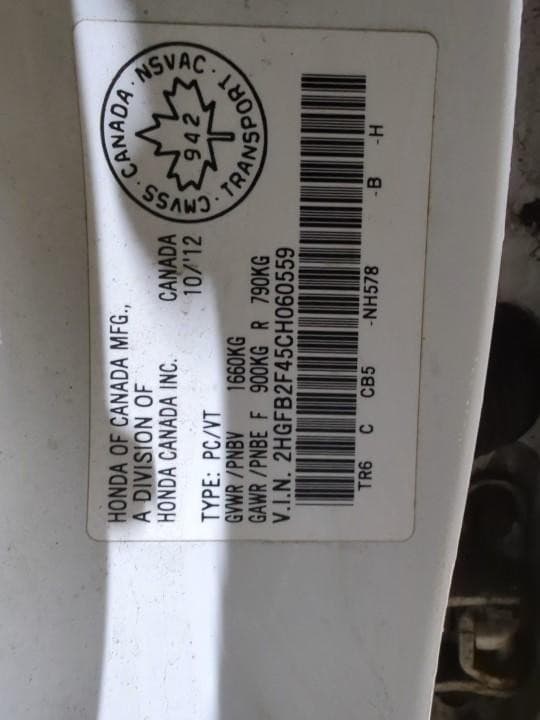 HONDA OF CANADA MFG.,
A DIVISION OF
HONDA CANADA INC.
CANADA
10/'12
CANADA · NSVAC · TRANSPORT · CMVSS ·
942
TYPE: PC/VT
GVWR /PNBV 1660KG
GAWR /PNBE F 900KG R 790KG
V.I.N. 2HGFB2F45CH060559
TR6 C CB5 -NH578 -B -H